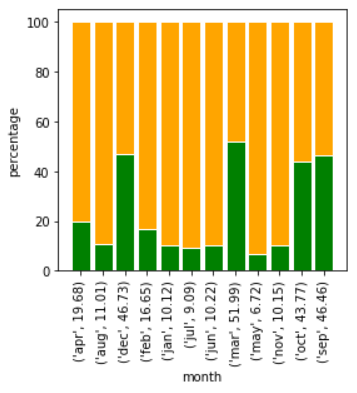 100
80
60
40
20
0
percentage
('apr', 19.68)
('aug', 11.01)
('dec', 46.73)
('feb', 16.65)
('jan', 10.12)
('jul', 9.09)
('jun', 10.22)
('mar', 51.99)
('may', 6.72)
('nov', 10.15)
('oct', 43.77)
('sep', 46.46)
month